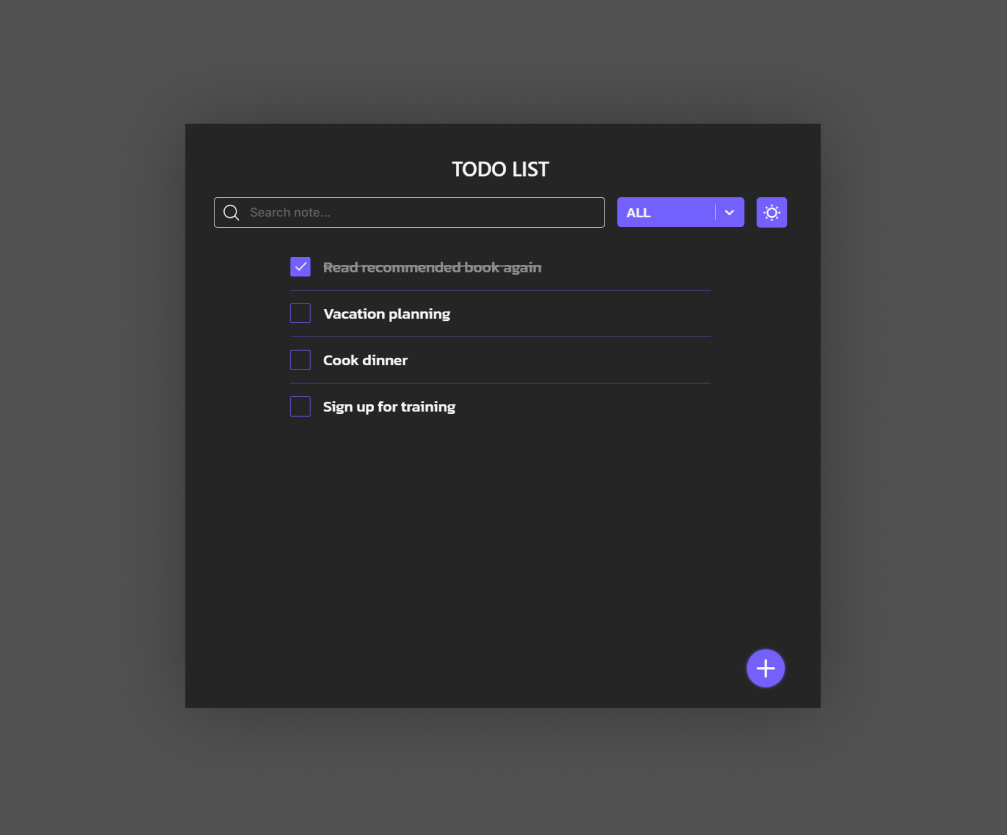 TODO LIST
Search note...
ALL
Read recommended book again
Vacation planning
Cook dinner
Sign up for training